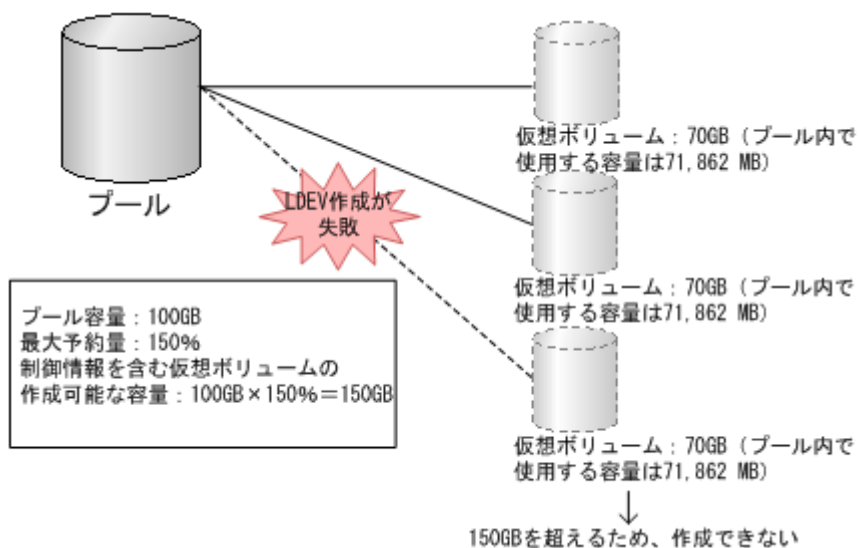 プール
LDEV作成が
失敗
プール容量：100GB
最大予約量：150%
制御情報を含む仮想ボリュームの
作成可能な容量：100GB×150%＝150GB
仮想ボリューム：70GB（プール内で
使用する容量は71,862 MB）
仮想ボリューム：70GB（プール内で
使用する容量は71,862 MB）
仮想ボリューム：70GB（プール内で
使用する容量は71,862 MB）
150GBを超えるため、作成できない